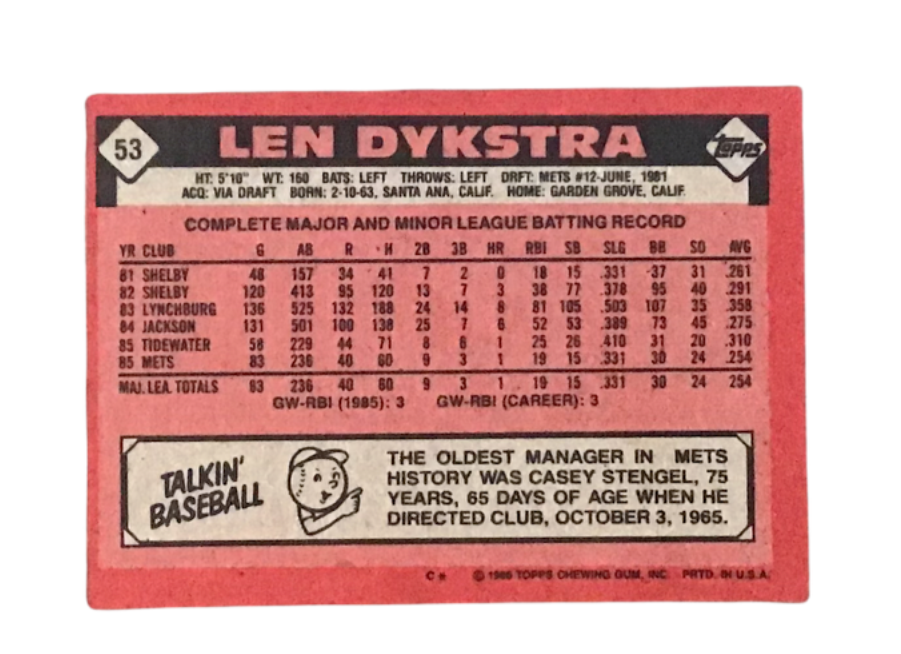 53 LEN DYKSTRA TOPPS
HT: 5'10" WT: 160 BATS: LEFT THROWS: LEFT DRFT: METS #12-JUNE, 1981
ACQ: VIA DRAFT BORN: 2-10-63, SANTA ANA, CALIF. HOME: GARDEN GROVE, CALIF.
COMPLETE MAJOR AND MINOR LEAGUE BATTING RECORD
YR CLUB G AB R H 2B 3B HR RBI SB SLG BB SO AVG
81 SHELBY 48 157 34 41 7 2 0 18 15 .331 37 31 .261
82 SHELBY 120 413 95 120 13 7 3 38 77 .378 95 40 .291
83 LYNCHBURG 136 525 132 188 24 14 8 81 105 .503 107 35 .358
84 JACKSON 131 501 100 138 25 7 6 52 53 .389 73 45 .275
85 TIDEWATER 58 229 44 71 8 6 1 25 26 .410 31 20 .310
85 METS 83 236 40 60 9 3 1 19 15 .331 30 24 .254
MAJ. LEA. TOTALS 83 236 40 60 9 3 1 19 15 .331 30 24 .254
GW-RBI (1985): 3 GW-RBI (CAREER): 3
TALKIN'
BASEBALL
THE OLDEST MANAGER IN METS
HISTORY WAS CASEY STENGEL, 75
YEARS, 65 DAYS OF AGE WHEN HE
DIRECTED CLUB, OCTOBER 3, 1965.
© 1986 TOPPS CHEWING GUM, INC. PRTD. IN U.S.A.